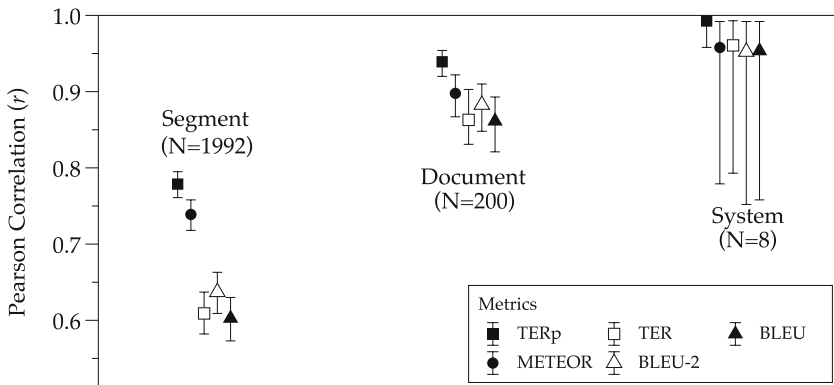 1.0
0.9
0.8
0.7
0.6
Pearson Correlation (r)
Segment
(N=1992)
Document
(N=200)
System
(N=8)
Metrics
TERp TER BLEU
METEOR BLEU-2